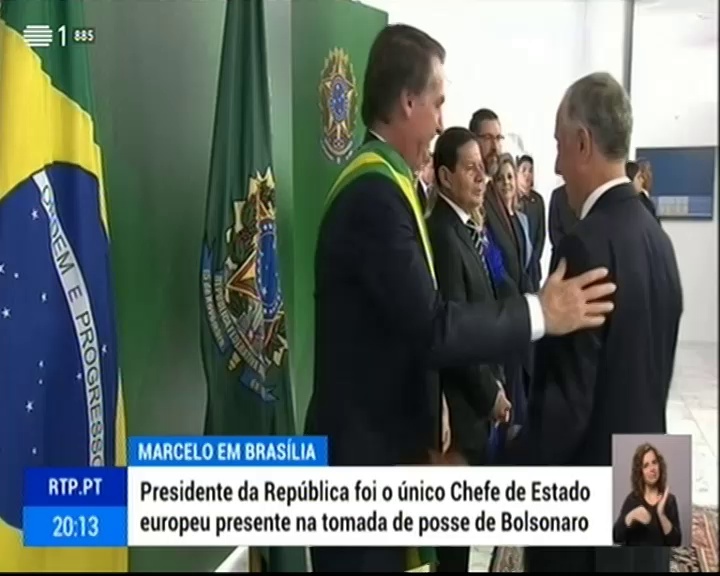 1 885
ORDEM E PROGRESSO
MARCELO EM BRASÍLIA
RTP.PT
Presidente da República foi o único Chefe de Estado
20:13
europeu presente na tomada de posse de Bolsonaro